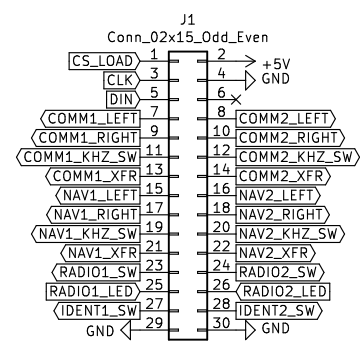 J1
Conn_02x15_Odd_Even
CS_LOAD 1 2 +5V
CLK 3 4 GND
DIN 5 6
COMM1_LEFT 7 8 COMM2_LEFT
COMM1_RIGHT 9 10 COMM2_RIGHT
COMM1_KHZ_SW 11 12 COMM2_KHZ_SW
COMM1_XFR 13 14 COMM2_XFR
NAV1_LEFT 15 16 NAV2_LEFT
NAV1_RIGHT 17 18 NAV2_RIGHT
NAV1_KHZ_SW 19 20 NAV2_KHZ_SW
NAV1_XFR 21 22 NAV2_XFR
RADIO1_SW 23 24 RADIO2_SW
RADIO1_LED 25 26 RADIO2_LED
IDENT1_SW 27 28 IDENT2_SW
GND 29 30 GND